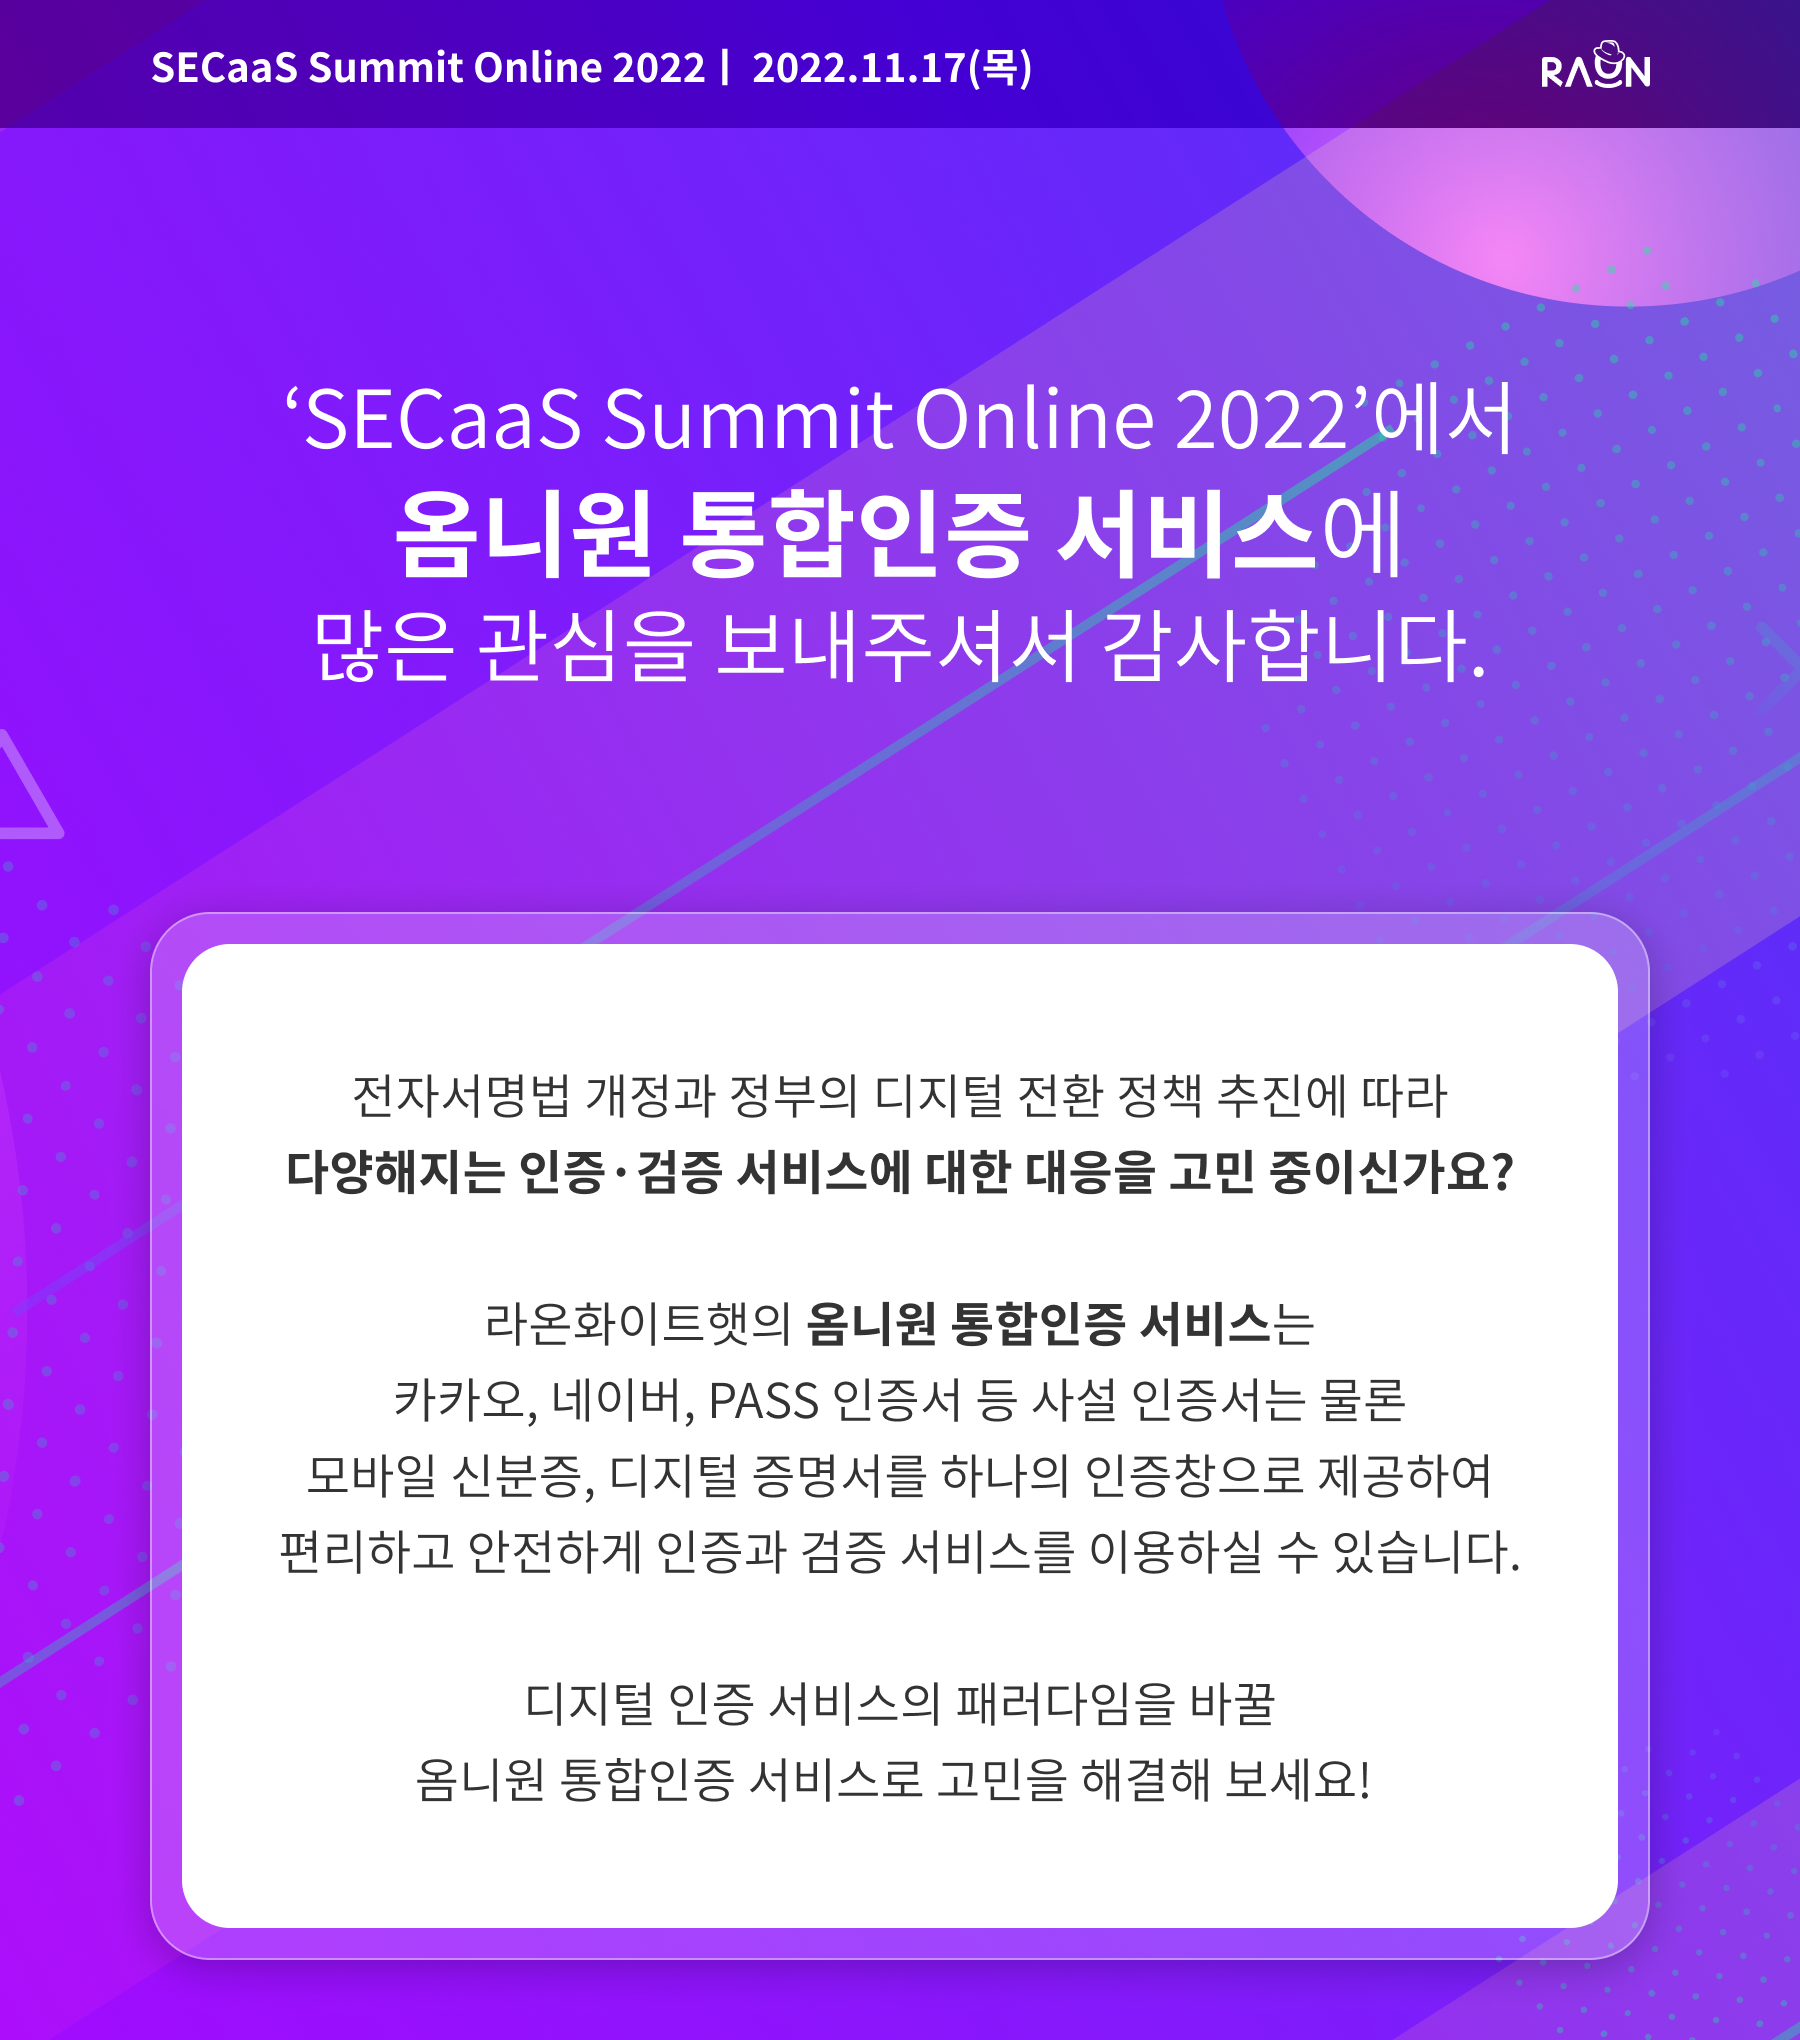 SECaaS Summit Online 2022 | 2022.11.17(목)
RAON
‘SECaaS Summit Online 2022’에서
옴니원 통합인증 서비스에
많은 관심을 보내주셔서 감사합니다.
전자서명법 개정과 정부의 디지털 전환 정책 추진에 따라
다양해지는 인증·검증 서비스에 대한 대응을 고민 중이신가요?
라온화이트햇의 옴니원 통합인증 서비스는
카카오, 네이버, PASS 인증서 등 사설 인증서는 물론
모바일 신분증, 디지털 증명서를 하나의 인증창으로 제공하여
편리하고 안전하게 인증과 검증 서비스를 이용하실 수 있습니다.
디지털 인증 서비스의 패러다임을 바꿀
옴니원 통합인증 서비스로 고민을 해결해 보세요!